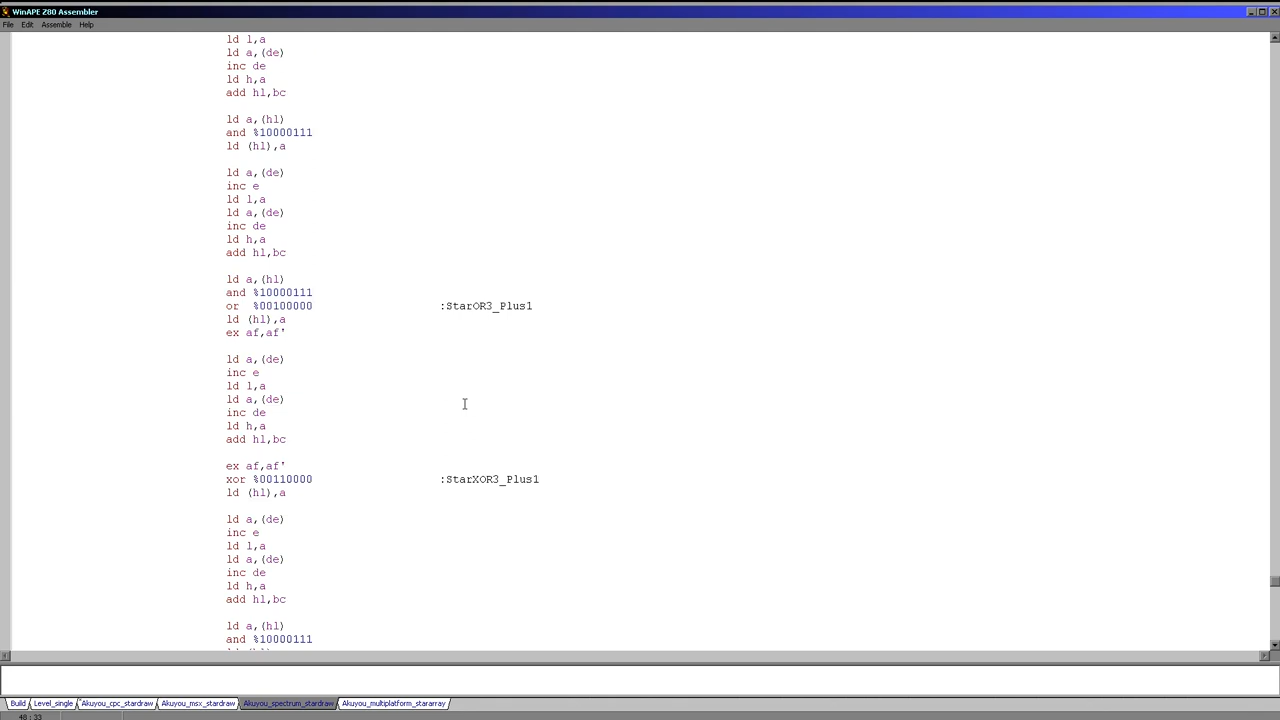 WinAPE Z80 Assembler
File Edit Assemble Help
ld l,a
ld a,(de)
inc de
ld h,a
add hl,bc
ld a,(hl)
and %10000111
ld (hl),a
ld a,(de)
inc e
ld l,a
ld a,(de)
inc de
ld h,a
add hl,bc
ld a,(hl)
and %10000111
or %00100000 :StarOR3_Plus1
ld (hl),a
ex af,af'
ld a,(de)
inc e
ld l,a
ld a,(de)
inc de
ld h,a
add hl,bc
ex af,af'
xor %00110000 :StarXOR3_Plus1
ld (hl),a
ld a,(de)
inc e
ld l,a
ld a,(de)
inc de
ld h,a
add hl,bc
ld a,(hl)
and %10000111
Build Level_single Akuyou_cpc_stardraw Akuyou_msx_stardraw Akuyou_spectrum_stardraw Akuyou_multiplatform_stararray
48 : 33